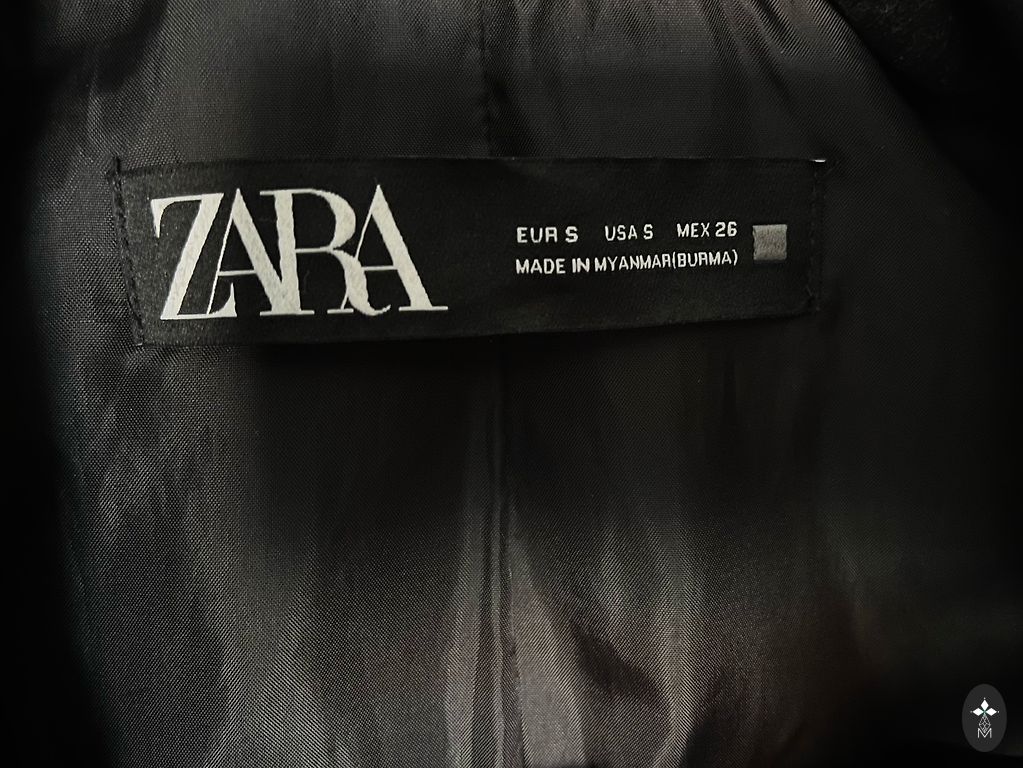 ZARA
EUR S USA S MEX 26
MADE IN MYANMAR(BURMA)
M